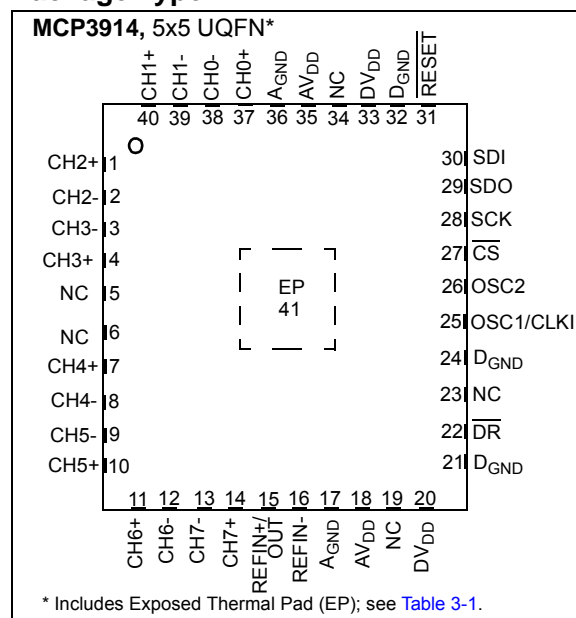 MCP3914, 5x5 UQFN*
CH1+
CH1-
CH0-
CH0+
AGND
AVDD
NC
DVDD
DGND
RESET
40 39 38 37 36 35 34 33 32 31
CH2+ 1
CH2- 2
CH3- 3
CH3+ 4
NC 5
NC 6
CH4+ 7
CH4- 8
CH5- 9
CH5+ 10
EP
41
30 SDI
29 SDO
28 SCK
27 CS
26 OSC2
25 OSC1/CLKI
24 DGND
23 NC
22 DR
21 DGND
11 12 13 14 15 16 17 18 19 20
CH6+
CH6-
CH7-
CH7+
REFIN+/
OUT
REFIN-
AGND
AVDD
NC
DVDD
* Includes Exposed Thermal Pad (EP); see Table 3-1.